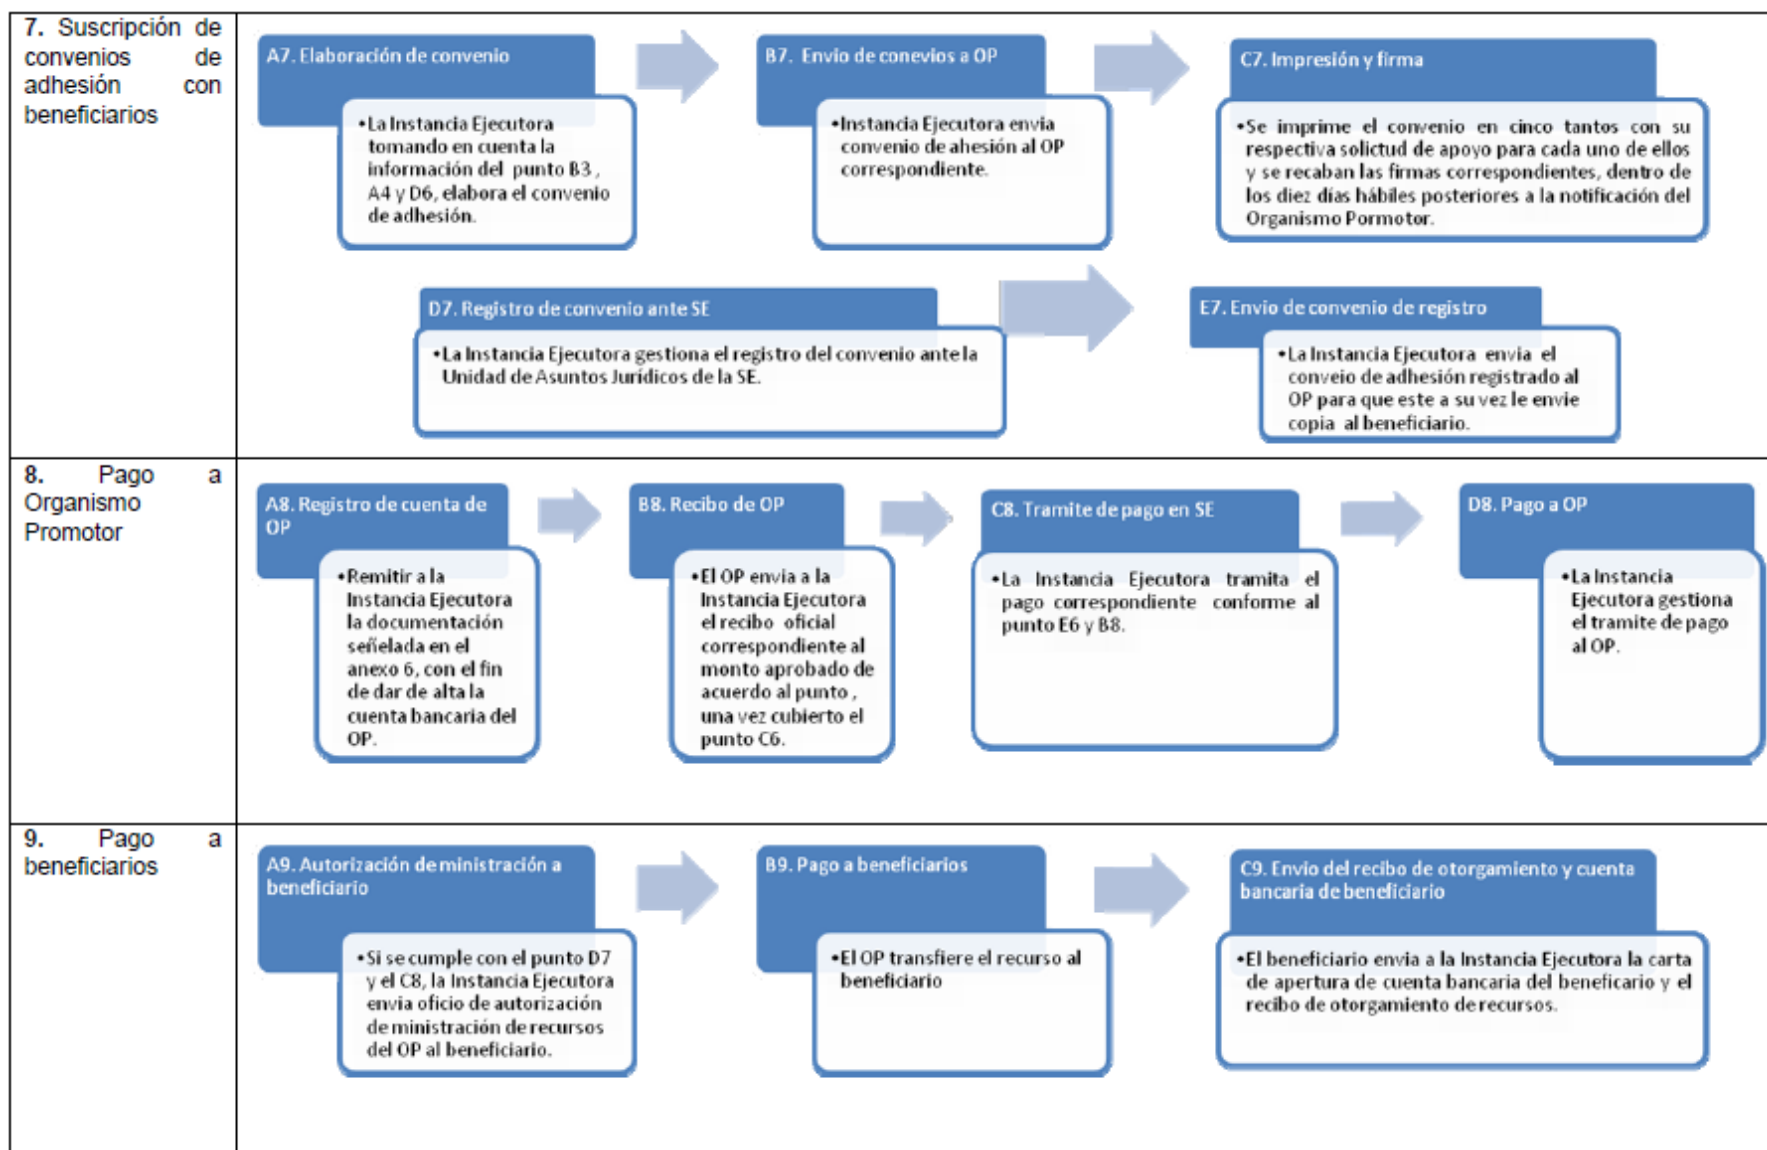 7. Suscripción de
convenios de
adhesión con
beneficiarios
A7. Elaboración de convenio
•La Instancia Ejecutora
tomando en cuenta la
información del punto B3 ,
A4 y D6, elabora el convenio
de adhesión.
B7. Envio de conevios a OP
•Instancia Ejecutora envia
convenio de ahesión al OP
correspondiente.
C7. Impresión y firma
•Se imprime el convenio en cinco tantos con su
respectiva solictud de apoyo para cada uno de ellos
y se recaban las firmas correspondientes, dentro de
los diez días hábiles posteriores a la notificación del
Organismo Pormotor.
D7. Registro de convenio ante SE
•La Instancia Ejecutora gestiona el registro del convenio ante la
Unidad de Asuntos Jurídicos de la SE.
E7. Envio de convenio de registro
•La Instancia Ejecutora envia el
conveio de adhesión registrado al
OP para que este a su vez le envie
copia al beneficiario.
8. Pago a
Organismo
Promotor
A8. Registro de cuenta de
OP
•Remitir a la
Instancia Ejecutora
la documentación
señelada en el
anexo 6, con el fin
de dar de alta la
cuenta bancaria del
OP.
B8. Recibo de OP
•El OP envia a la
Instancia Ejecutora
el recibo oficial
correspondiente al
monto aprobado de
acuerdo al punto ,
una vez cubierto el
punto C6.
C8. Tramite de pago en SE
•La Instancia Ejecutora tramita el
pago correspondiente conforme al
punto E6 y B8.
D8. Pago a OP
•La Instancia
Ejecutora gestiona
el tramite de pago
al OP.
9. Pago a
beneficiarios
A9. Autorización de ministración a
beneficiario
•Si se cumple con el punto D7
y el C8, la Instancia Ejecutora
envia oficio de autorización
de ministración de recursos
del OP al beneficiario.
B9. Pago a beneficiarios
•El OP transfiere el recurso al
beneficiario
C9. Envio del recibo de otorgamiento y cuenta
bancaria de beneficiario
•El beneficiario envia a la Instancia Ejecutora la carta
de apertura de cuenta bancaria del beneficario y el
recibo de otorgamiento de recursos.